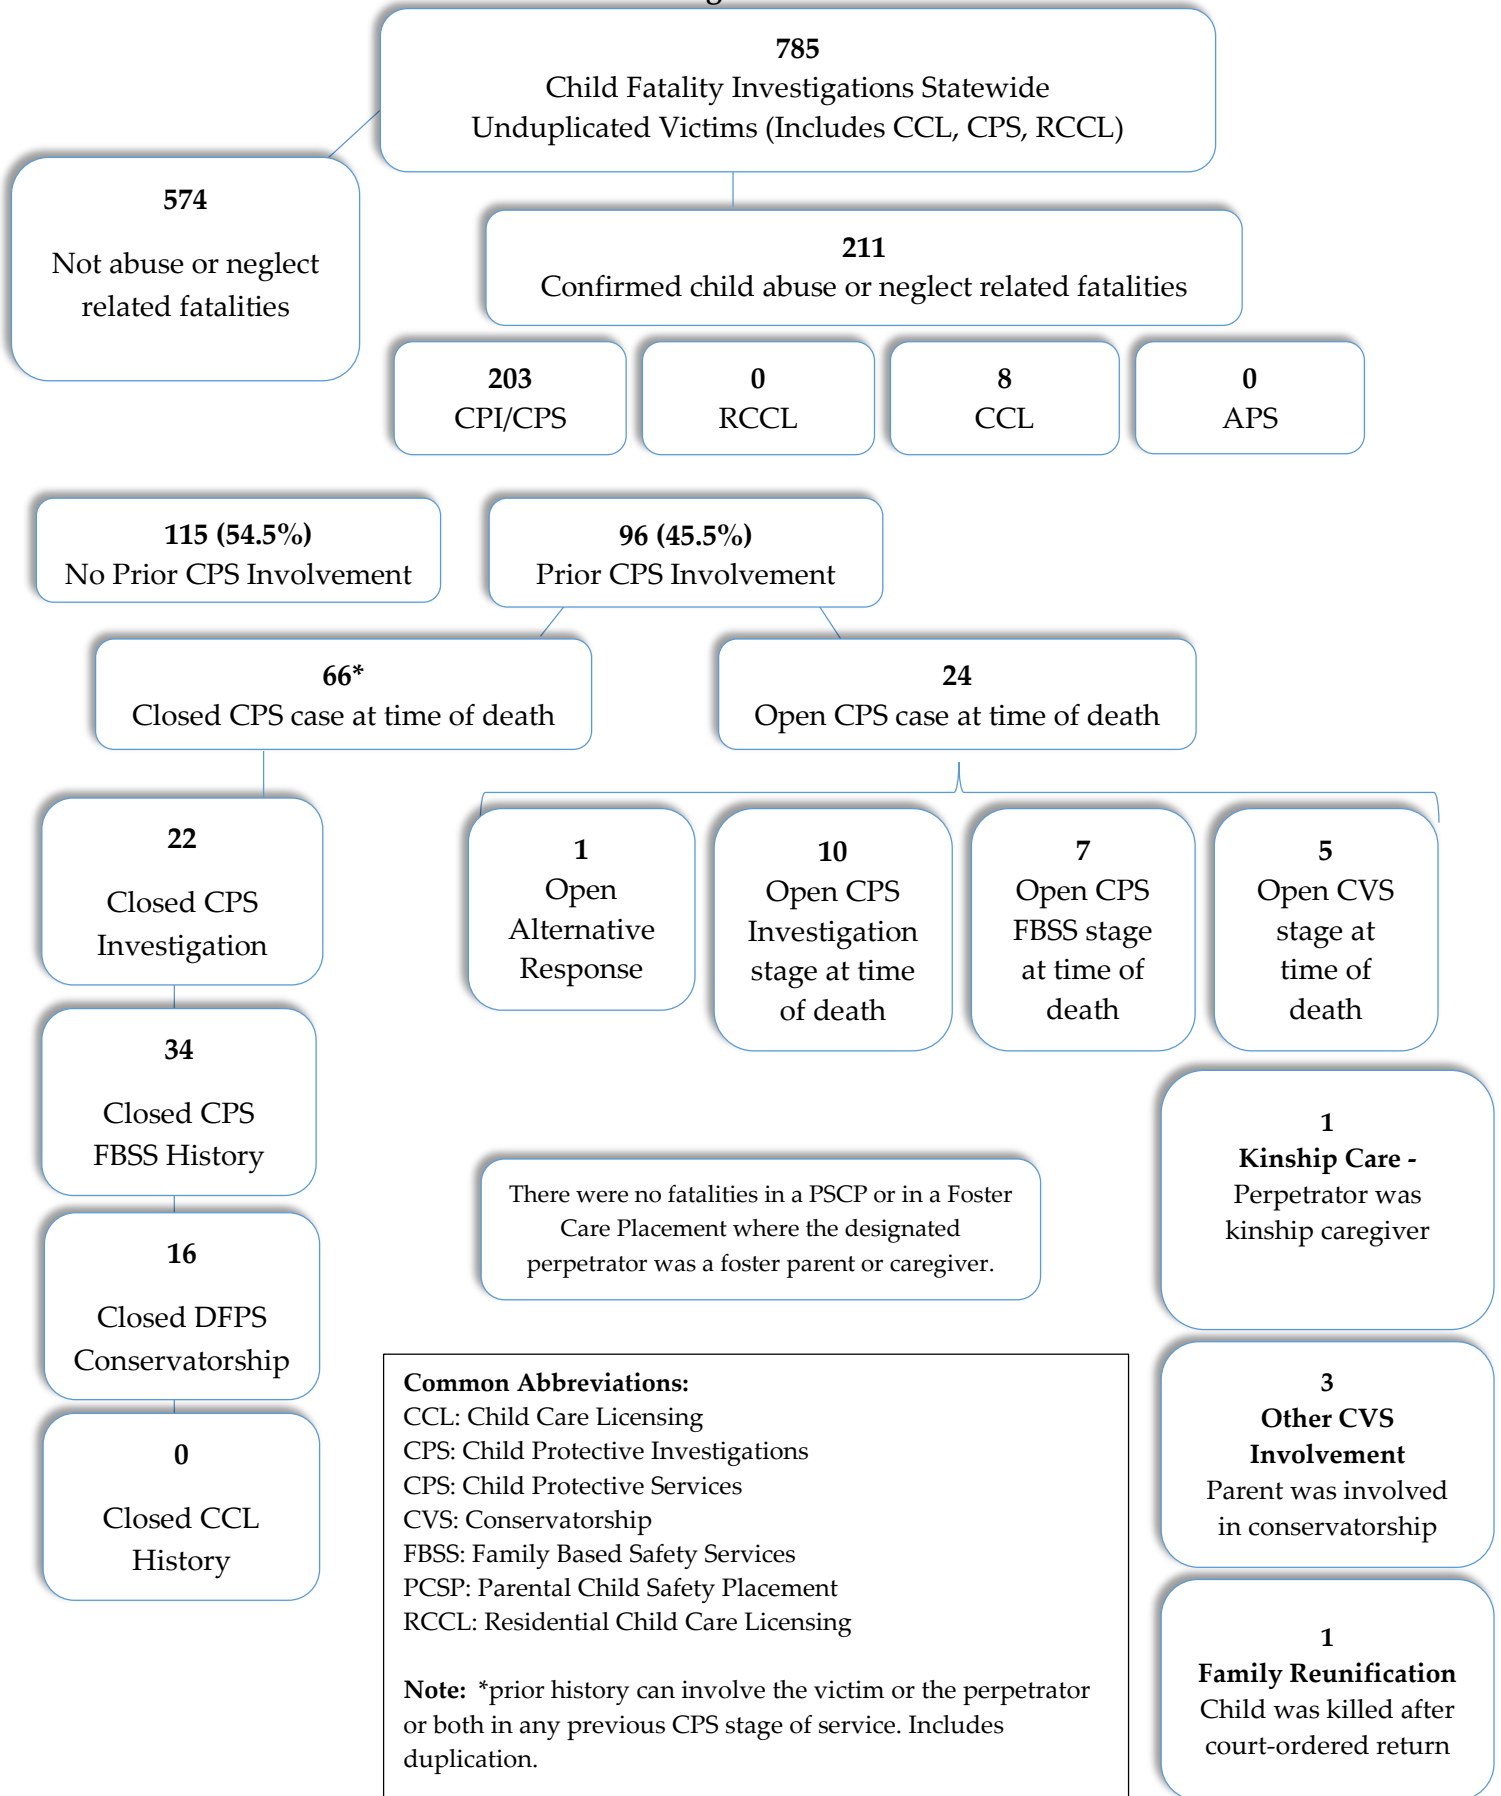 785
Child Fatality Investigations Statewide
Unduplicated Victims (Includes CCL, CPS, RCCL)
574
Not abuse or neglect
related fatalities
211
Confirmed child abuse or neglect related fatalities
203
CPI/CPS
0
RCCL
8
CCL
0
APS
115 (54.5%)
No Prior CPS Involvement
96 (45.5%)
Prior CPS Involvement
66*
Closed CPS case at time of death
24
Open CPS case at time of death
22
Closed CPS
Investigation
34
Closed CPS
FBSS History
16
Closed DFPS
Conservatorship
0
Closed CCL
History
1
Open
Alternative
Response
10
Open CPS
Investigation
stage at time
of death
7
Open CPS
FBSS stage
at time of
death
5
Open CVS
stage at
time of
death
1
Kinship Care -
Perpetrator was
kinship caregiver
3
Other CVS
Involvement
Parent was involved
in conservatorship
1
Family Reunification
Child was killed after
court-ordered return
There were no fatalities in a PSCP or in a Foster
Care Placement where the designated
perpetrator was a foster parent or caregiver.
Common Abbreviations:
CCL: Child Care Licensing
CPS: Child Protective Investigations
CPS: Child Protective Services
CVS: Conservatorship
FBSS: Family Based Safety Services
PCSP: Parental Child Safety Placement
RCCL: Residential Child Care Licensing
Note: *prior history can involve the victim or the perpetrator
or both in any previous CPS stage of service. Includes
duplication.